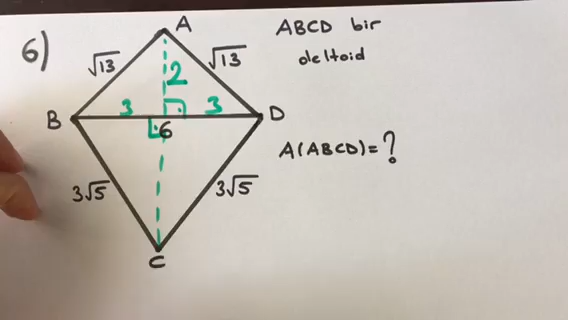 6)
A
ABCD bir
deltoid
√13
√13
2
3
3
B
D
6
A(ABCD)=?
3√5
3√5
C